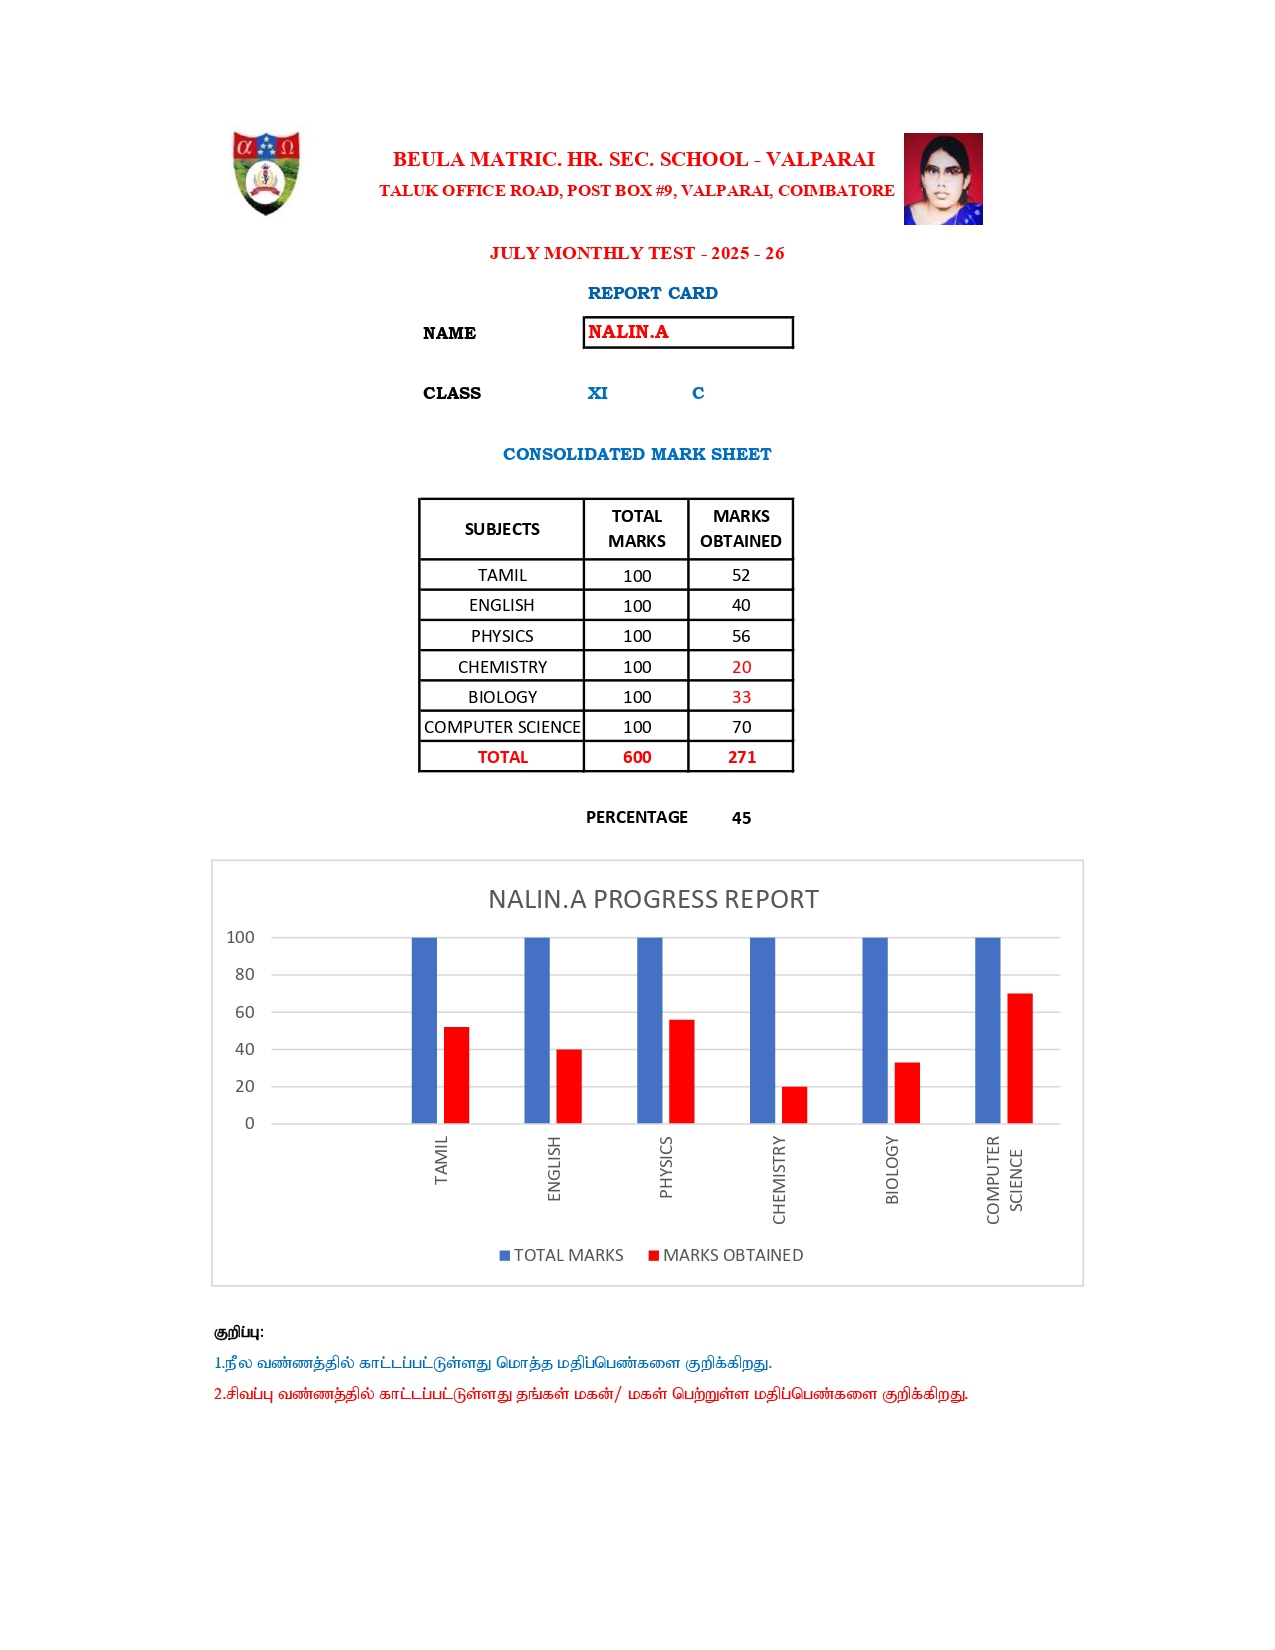 α Ω
BEULA MATRIC. HR. SEC. SCHOOL - VALPARAI
TALUK OFFICE ROAD, POST BOX #9, VALPARAI, COIMBATORE
JULY MONTHLY TEST - 2025 - 26
REPORT CARD
NAME NALIN.A
CLASS XI C
CONSOLIDATED MARK SHEET
SUBJECTS TOTAL MARKS MARKS OBTAINED
TAMIL 100 52
ENGLISH 100 40
PHYSICS 100 56
CHEMISTRY 100 20
BIOLOGY 100 33
COMPUTER SCIENCE 100 70
TOTAL 600 271
PERCENTAGE 45
NALIN.A PROGRESS REPORT
100
80
60
40
20
0
TAMIL ENGLISH PHYSICS CHEMISTRY BIOLOGY COMPUTER SCIENCE
TOTAL MARKS MARKS OBTAINED
குறிப்பு:
1.நீல வண்ணத்தில் காட்டப்பட்டுள்ளது மொத்த மதிப்பெண்களை குறிக்கிறது.
2.சிவப்பு வண்ணத்தில் காட்டப்பட்டுள்ளது தங்கள் மகன்/ மகள் பெற்றுள்ள மதிப்பெண்களை குறிக்கிறது.